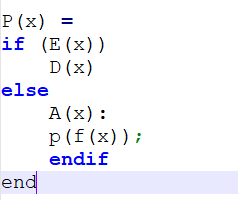 P(x) =
if (E(x))
D(x)
else
A(x):
p(f(x));
endif
end